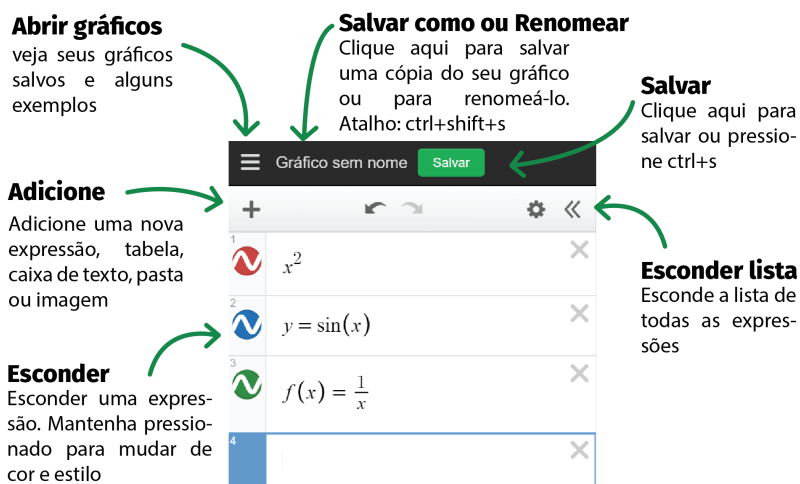 Abrir gráficos
veja seus gráficos
salvos e alguns
exemplos
Salvar como ou Renomear
Clique aqui para salvar
uma cópia do seu gráfico
ou para renomeá-lo.
Atalho: ctrl+shift+s
Salvar
Clique aqui para
salvar ou pressio-
ne ctrl+s
Gráfico sem nome Salvar
Adicione
Adicione uma nova
expressão, tabela,
caixa de texto, pasta
ou imagem
Esconder lista
Esconde a lista de
todas as expres-
sões
Esconder
Esconder uma expres-
são. Mantenha pressio-
nado para mudar de
cor e estilo
1
x²
2
y = sin(x)
3
f(x) = 1/x
4